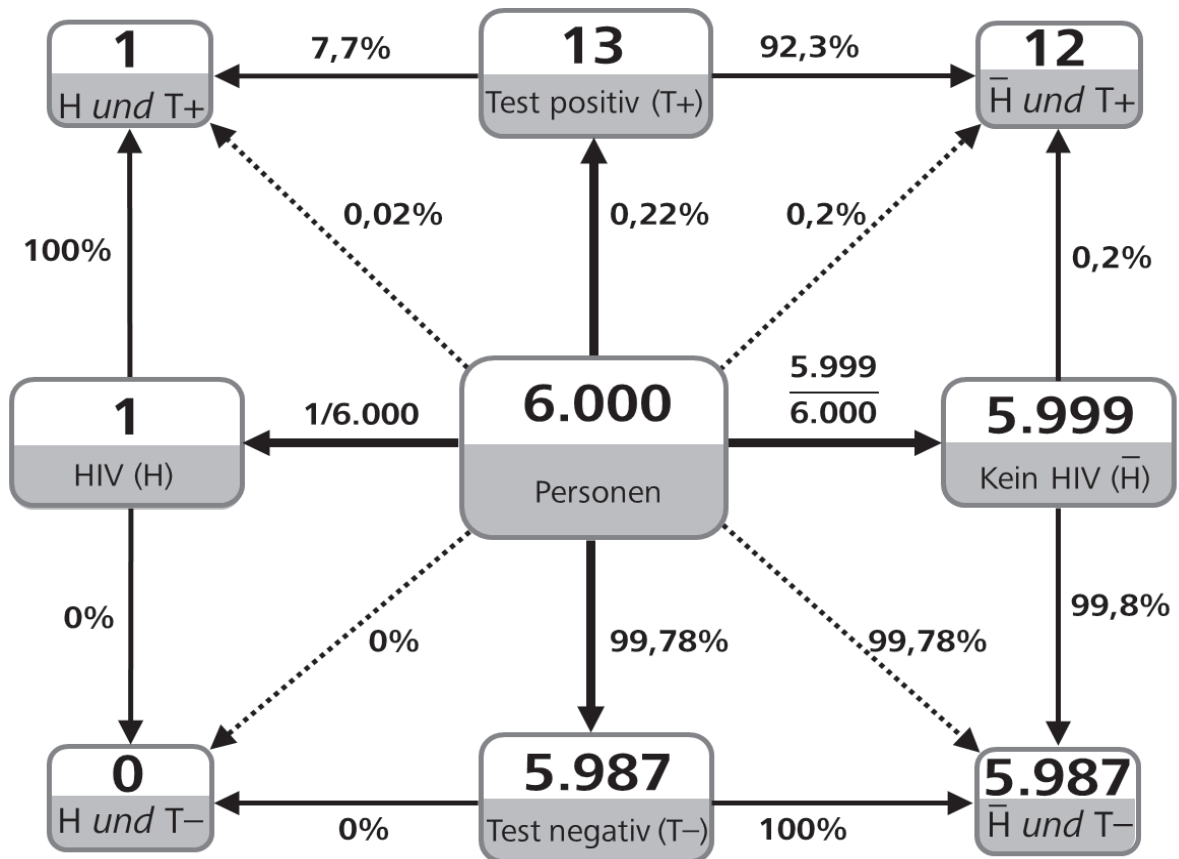 1
H und T+
7,7%
13
Test positiv (T+)
92,3%
12
H̅ und T+
100%
0,02%
0,22%
0,2%
0,2%
1
HIV (H)
1/6.000
6.000
Personen
5.999
6.000
5.999
Kein HIV (H̅)
0%
0%
99,78%
99,78%
99,8%
0
H und T–
0%
5.987
Test negativ (T–)
100%
5.987
H̅ und T–